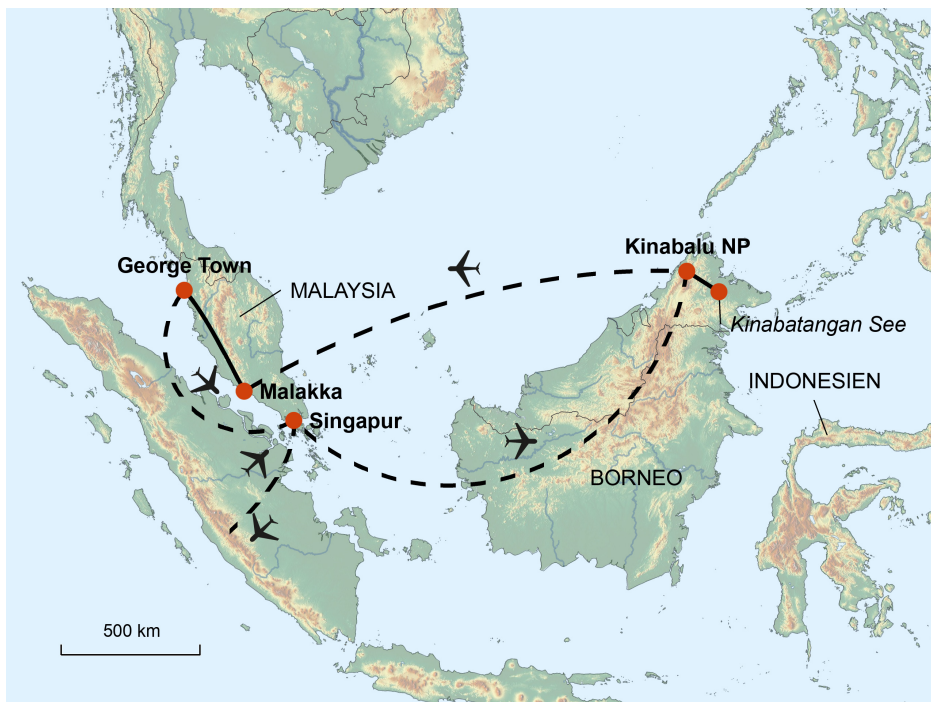 Kinabalu NP
George Town
MALAYSIA
Kinabatangan See
INDONESIEN
Malakka
Singapur
BORNEO
500 km